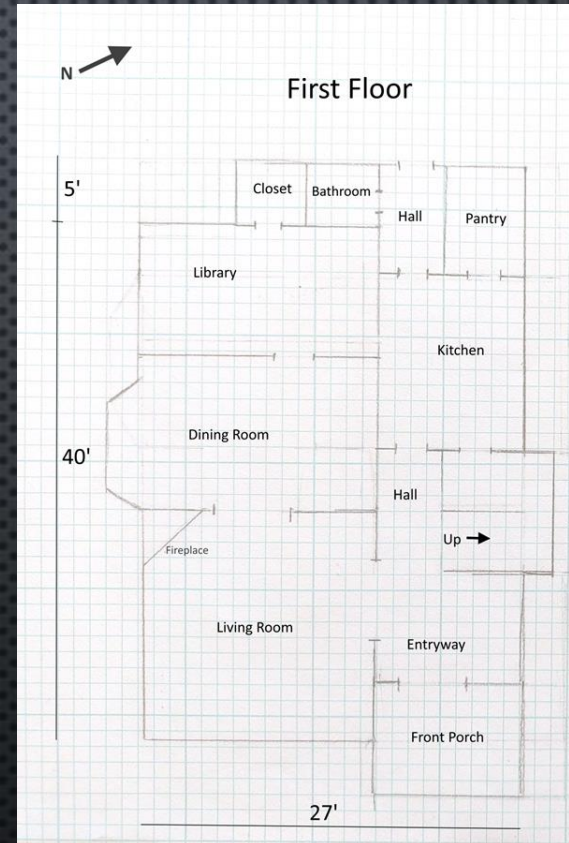 N
First Floor
5'
Closet
Bathroom
Hall
Pantry
Library
Kitchen
Dining Room
40'
Hall
Up
Fireplace
Living Room
Entryway
Front Porch
27'